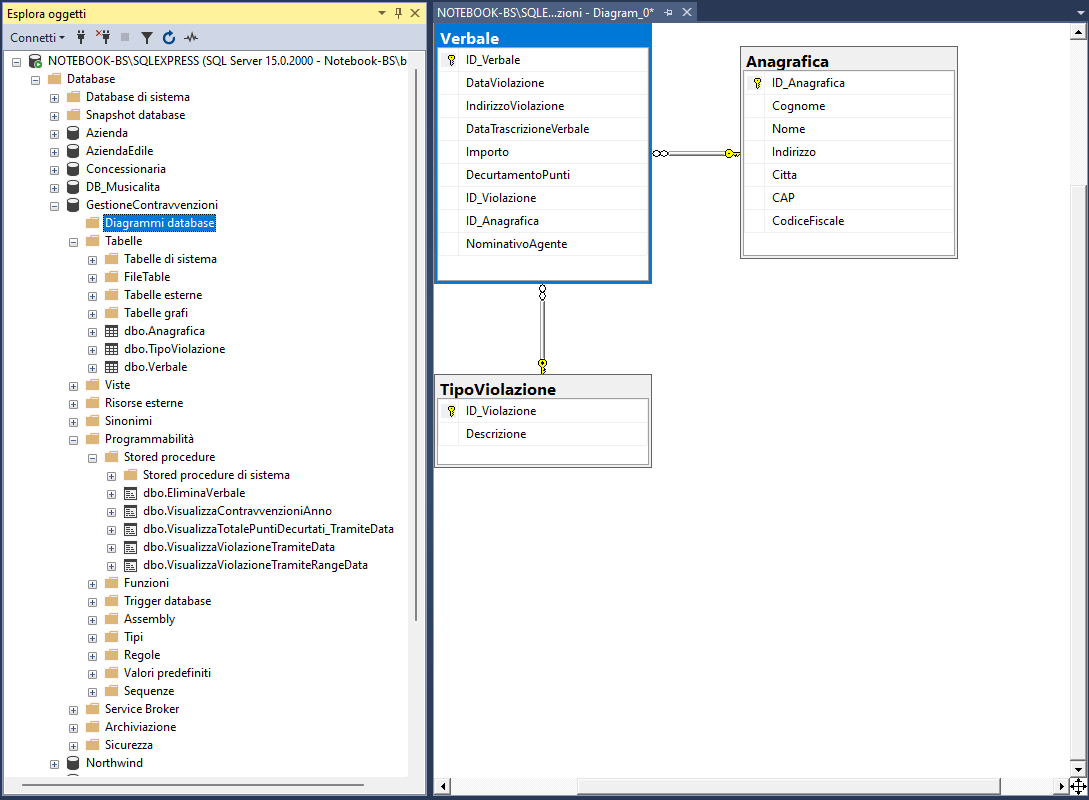 Esplora oggetti
Connetti
NOTEBOOK-BS\SQLEXPRESS (SQL Server 15.0.2000 - Notebook-BS\b
Database
Database di sistema
Snapshot database
Azienda
AziendaEdile
Concessionaria
DB_Musicalita
GestioneContravvenzioni
Diagrammi database
Tabelle
Tabelle di sistema
FileTable
Tabelle esterne
Tabelle grafi
dbo.Anagrafica
dbo.TipoViolazione
dbo.Verbale
Viste
Risorse esterne
Sinonimi
Programmabilità
Stored procedure
Stored procedure di sistema
dbo.EliminaVerbale
dbo.VisualizzaContravvenzioniAnno
dbo.VisualizzaTotalePuntiDecurtati_TramiteData
dbo.VisualizzaViolazioneTramiteData
dbo.VisualizzaViolazioneTramiteRangeData
Funzioni
Trigger database
Assembly
Tipi
Regole
Valori predefiniti
Sequenze
Service Broker
Archiviazione
Sicurezza
Northwind
NOTEBOOK-BS\SQLE...zioni - Diagram_0*
Verbale
ID_Verbale
DataViolazione
IndirizzoViolazione
DataTrascrizioneVerbale
Importo
DecurtamentoPunti
ID_Violazione
ID_Anagrafica
NominativoAgente
Anagrafica
ID_Anagrafica
Cognome
Nome
Indirizzo
Citta
CAP
CodiceFiscale
TipoViolazione
ID_Violazione
Descrizione